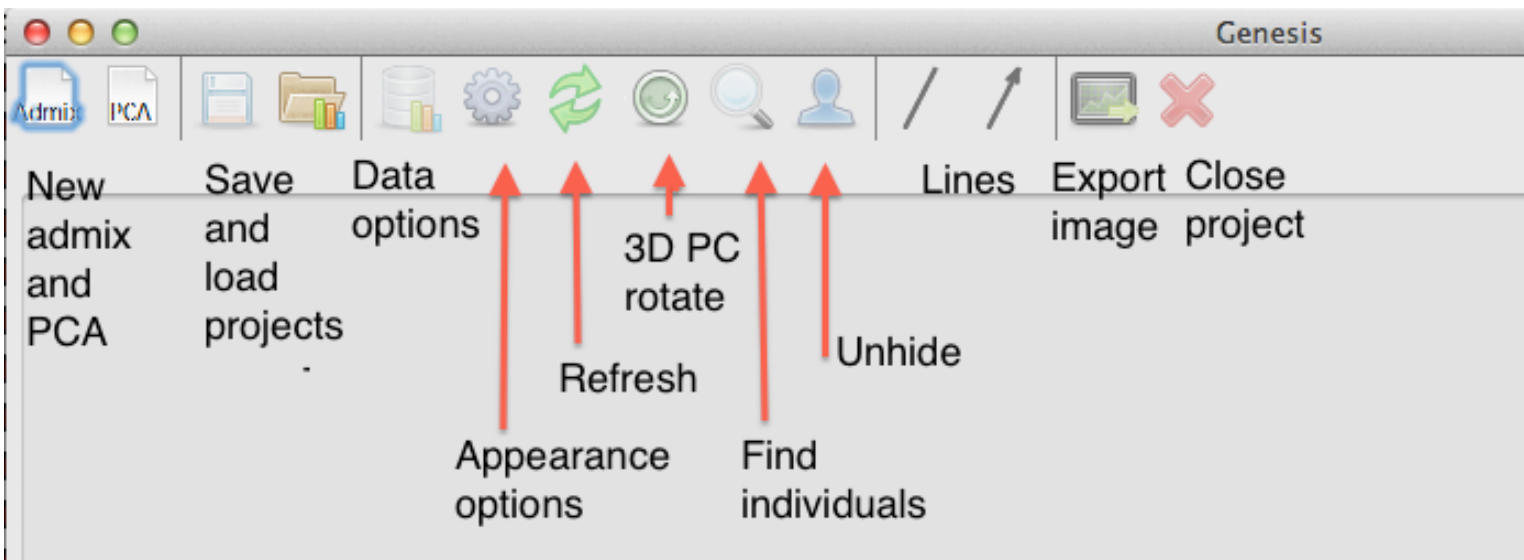 Genesis
Admix
PCA
New
admix
and
PCA
Save
and
load
projects
Data
options
Appearance
options
Refresh
3D PC
rotate
Find
individuals
Unhide
Lines
Export
image
Close
project